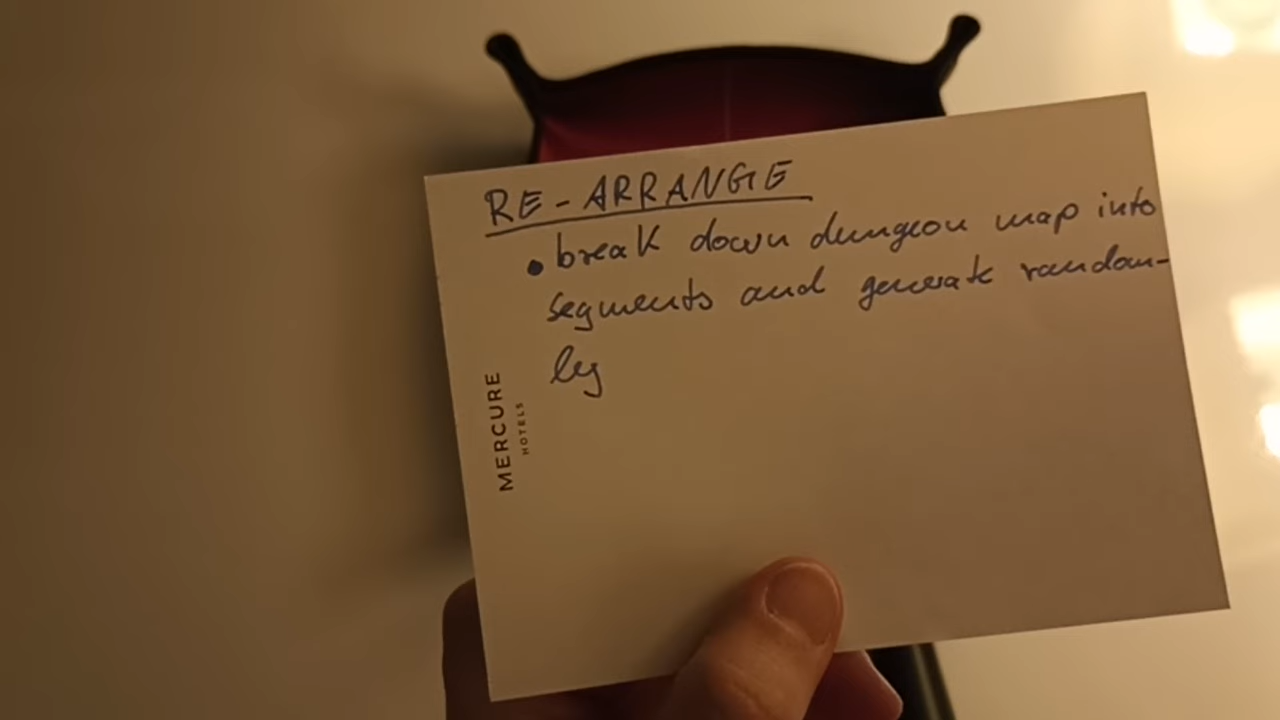 RE-ARRANGE
• break down dungeon map into
segments and generate random-
ly
MERCURE
HOTELS